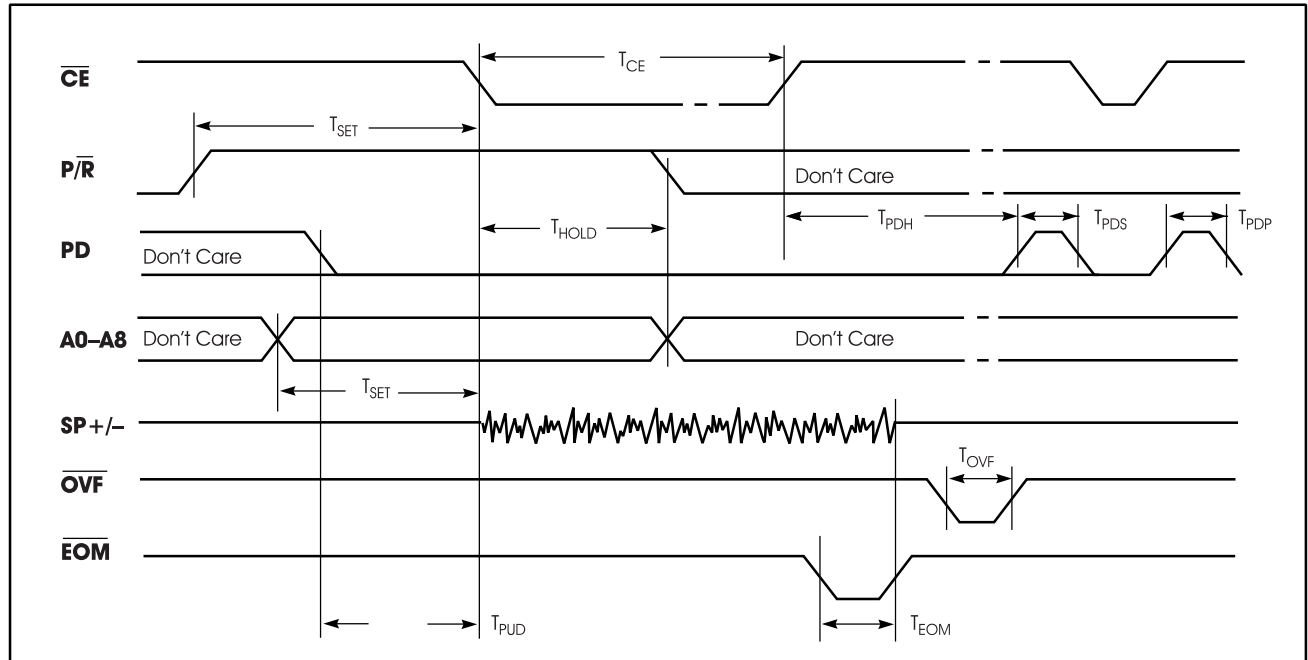 CE
T_CE
T_SET
P/R
Don't Care
T_PDH
T_PDS
T_PDP
T_HOLD
PD
Don't Care
A0–A8
Don't Care
Don't Care
T_SET
SP+/–
T_OVF
OVF
EOM
T_PUD
T_EOM